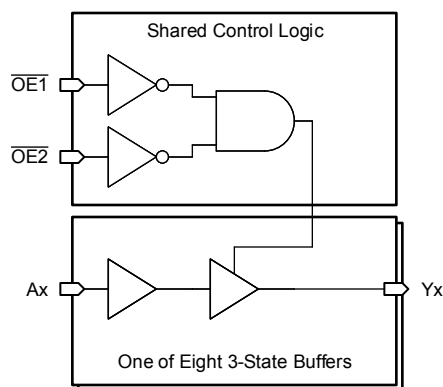 Shared Control Logic
OE1
OE2
Ax
Yx
One of Eight 3-State Buffers